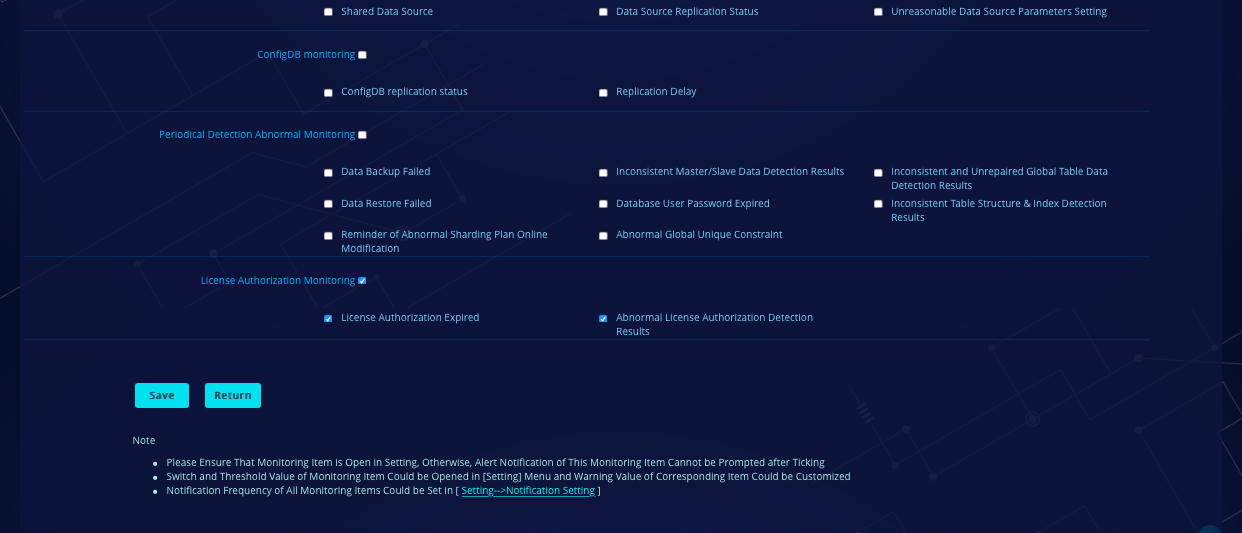 Shared Data Source Data Source Replication Status Unreasonable Data Source Parameters Setting
ConfigDB monitoring
ConfigDB replication status Replication Delay
Periodical Detection Abnormal Monitoring
Data Backup Failed Inconsistent Master/Slave Data Detection Results Inconsistent and Unrepaired Global Table Data
Detection Results
Data Restore Failed Database User Password Expired Inconsistent Table Structure & Index Detection
Results
Reminder of Abnormal Sharding Plan Online Abnormal Global Unique Constraint
Modification
License Authorization Monitoring
License Authorization Expired Abnormal License Authorization Detection
Results
Save Return
Note
Please Ensure That Monitoring Item is Open in Setting, Otherwise, Alert Notification of This Monitoring Item Cannot be Prompted after Ticking
Switch and Threshold Value of Monitoring Item Could be Opened in [Setting] Menu and Warning Value of Corresponding Item Could be Customized
Notification Frequency of All Monitoring Items Could be Set in [ Setting-->Notification Setting ]